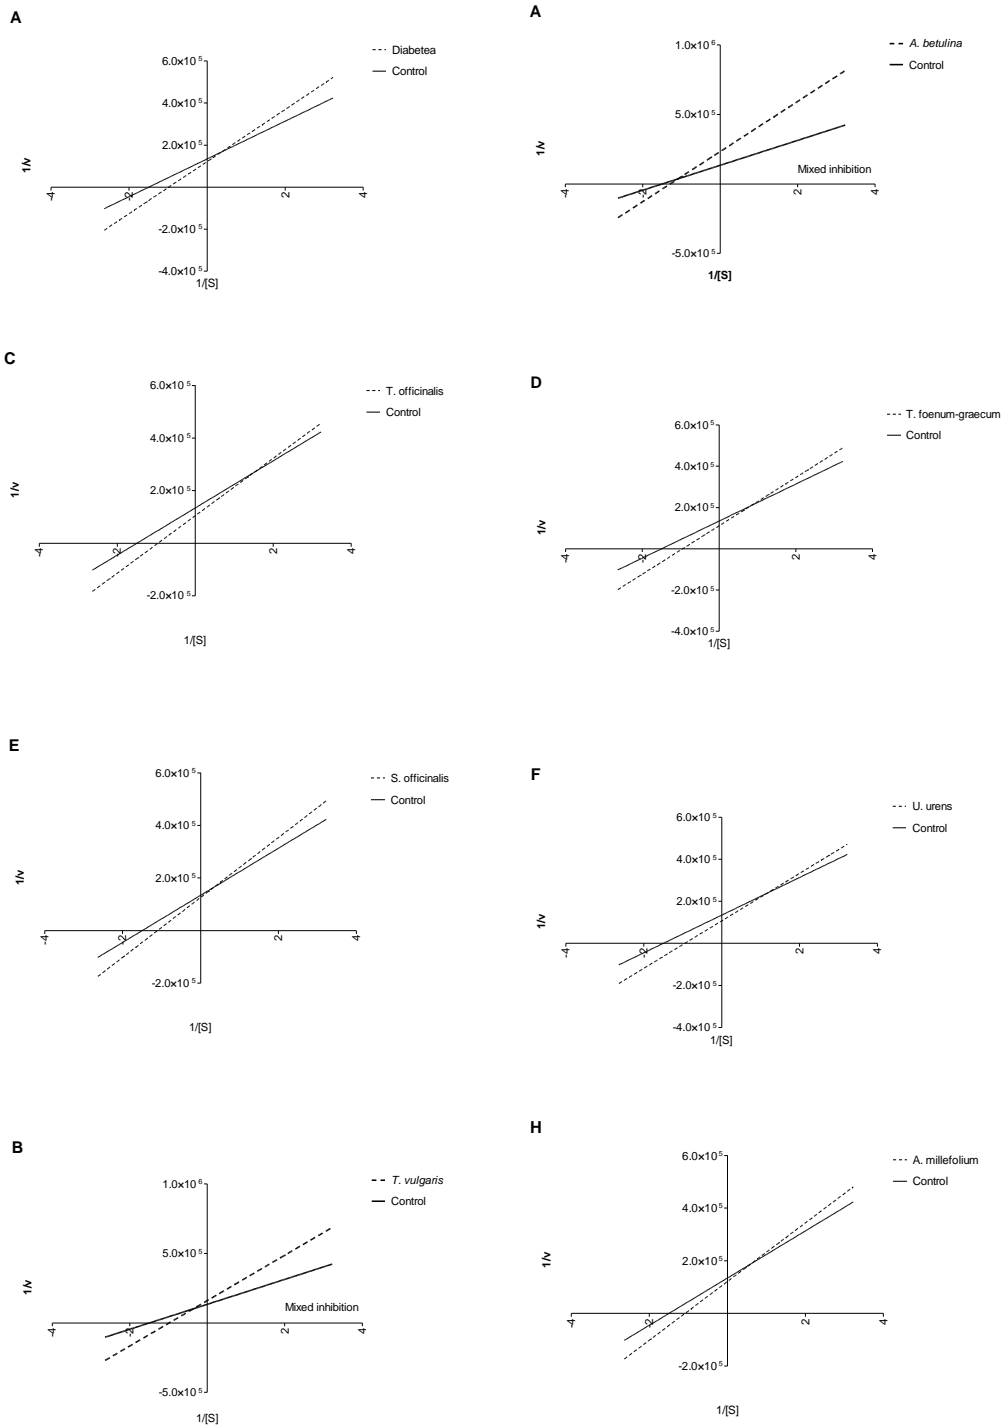 A
Diabetea
Control
6.0×10⁵
4.0×10⁵
2.0×10⁵
-4
-2
2
4
-2.0×10⁵
-4.0×10⁵
1/v
1/[S]
A
A. betulina
Control
1.0×10⁶
5.0×10⁵
Mixed inhibition
-4
-2
2
4
-5.0×10⁵
1/v
1/[S]
C
T. officinalis
Control
6.0×10⁵
4.0×10⁵
2.0×10⁵
-4
-2
2
4
-2.0×10⁵
1/v
1/[S]
D
T. foenum-graecum
Control
6.0×10⁵
4.0×10⁵
2.0×10⁵
-4
-2
2
4
-2.0×10⁵
-4.0×10⁵
1/v
1/[S]
E
S. officinalis
Control
6.0×10⁵
4.0×10⁵
2.0×10⁵
-4
-2
2
4
-2.0×10⁵
1/v
1/[S]
F
U. urens
Control
6.0×10⁵
4.0×10⁵
2.0×10⁵
-4
-2
2
4
-2.0×10⁵
-4.0×10⁵
1/v
1/[S]
B
T. vulgaris
Control
1.0×10⁶
5.0×10⁵
Mixed inhibition
-4
-2
2
4
-5.0×10⁵
1/v
1/[S]
H
A. millefolium
Control
6.0×10⁵
4.0×10⁵
2.0×10⁵
-4
-2
2
4
-2.0×10⁵
1/v
1/[S]